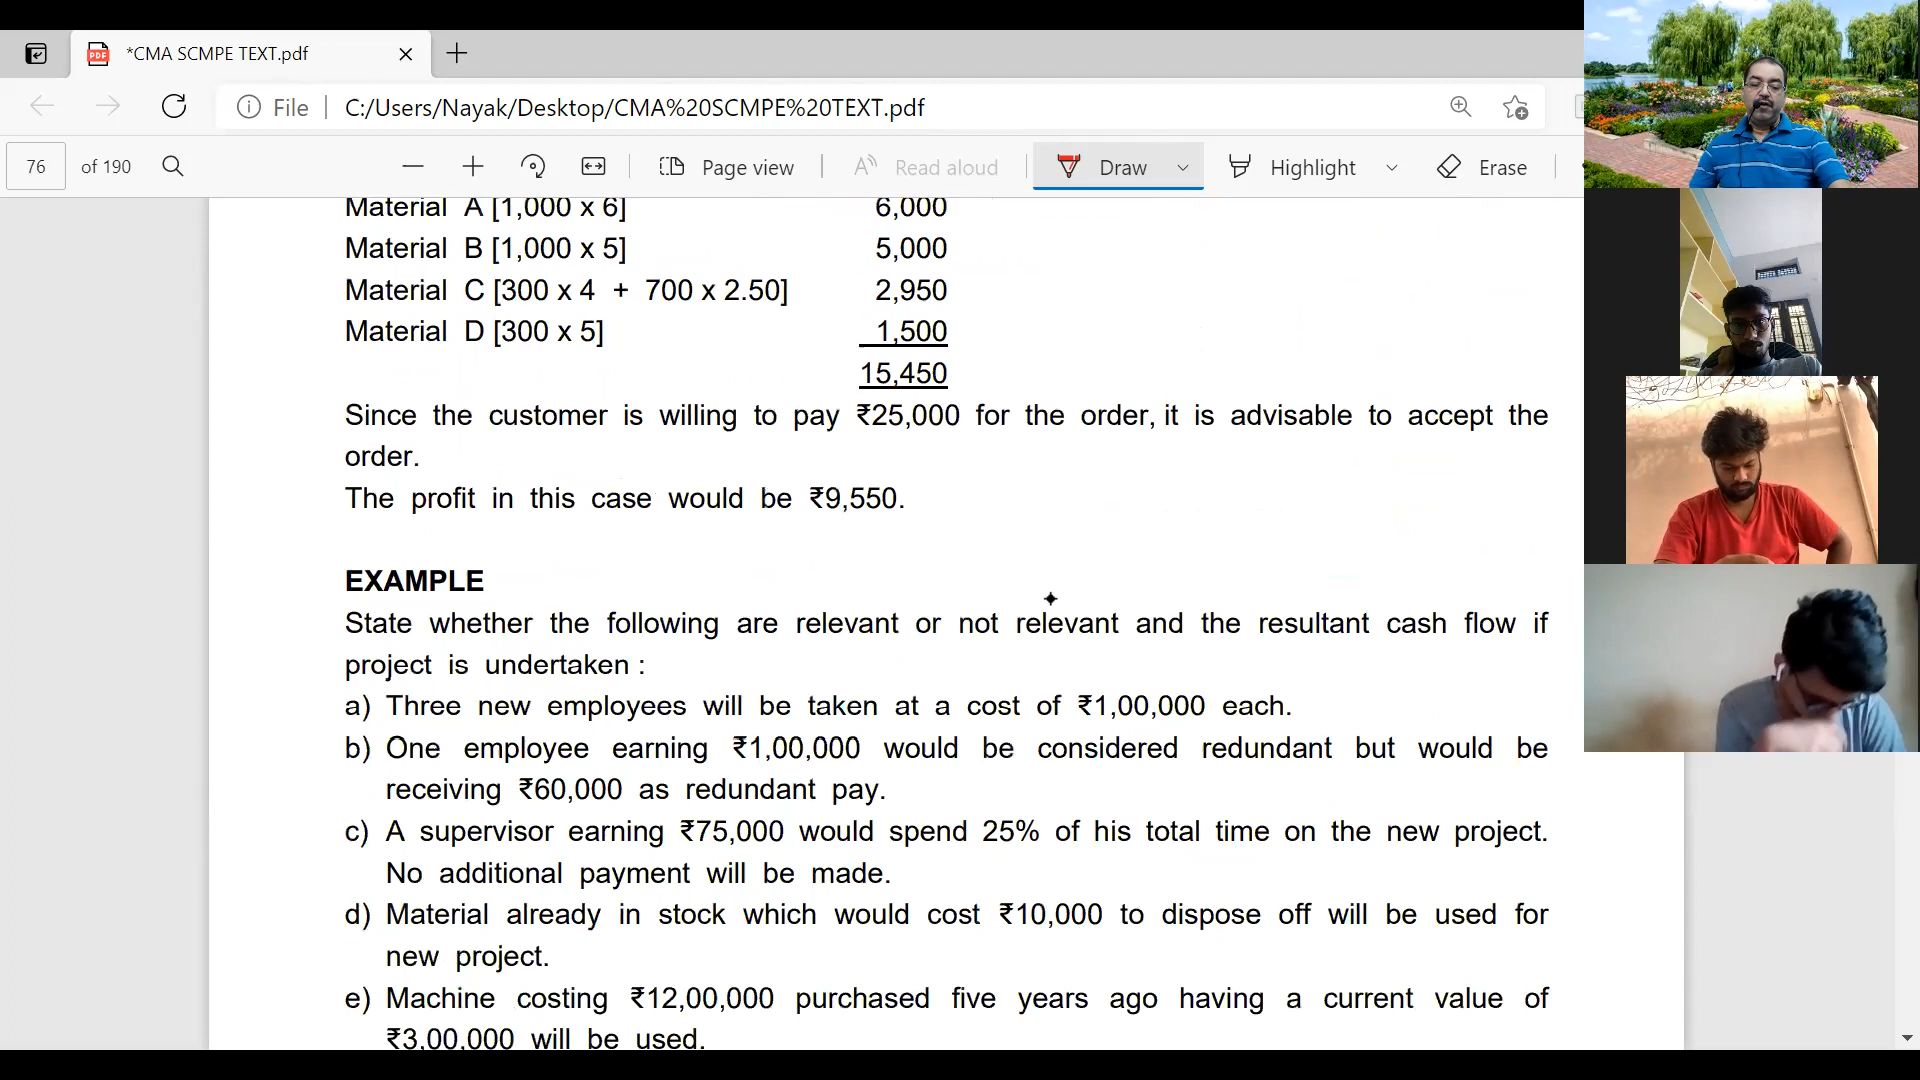 *CMA SCMPE TEXT.pdf
File | C:/Users/Nayak/Desktop/CMA%20SCMPE%20TEXT.pdf
76 of 190 Page view Read aloud Draw Highlight Erase
Material A [1,000 x 6] 6,000
Material B [1,000 x 5] 5,000
Material C [300 x 4 + 700 x 2.50] 2,950
Material D [300 x 5] 1,500
15,450
Since the customer is willing to pay ₹25,000 for the order, it is advisable to accept the
order.
The profit in this case would be ₹9,550.
EXAMPLE
State whether the following are relevant or not relevant and the resultant cash flow if
project is undertaken :
a) Three new employees will be taken at a cost of ₹1,00,000 each.
b) One employee earning ₹1,00,000 would be considered redundant but would be
receiving ₹60,000 as redundant pay.
c) A supervisor earning ₹75,000 would spend 25% of his total time on the new project.
No additional payment will be made.
d) Material already in stock which would cost ₹10,000 to dispose off will be used for
new project.
e) Machine costing ₹12,00,000 purchased five years ago having a current value of
₹3,00,000 will be used.